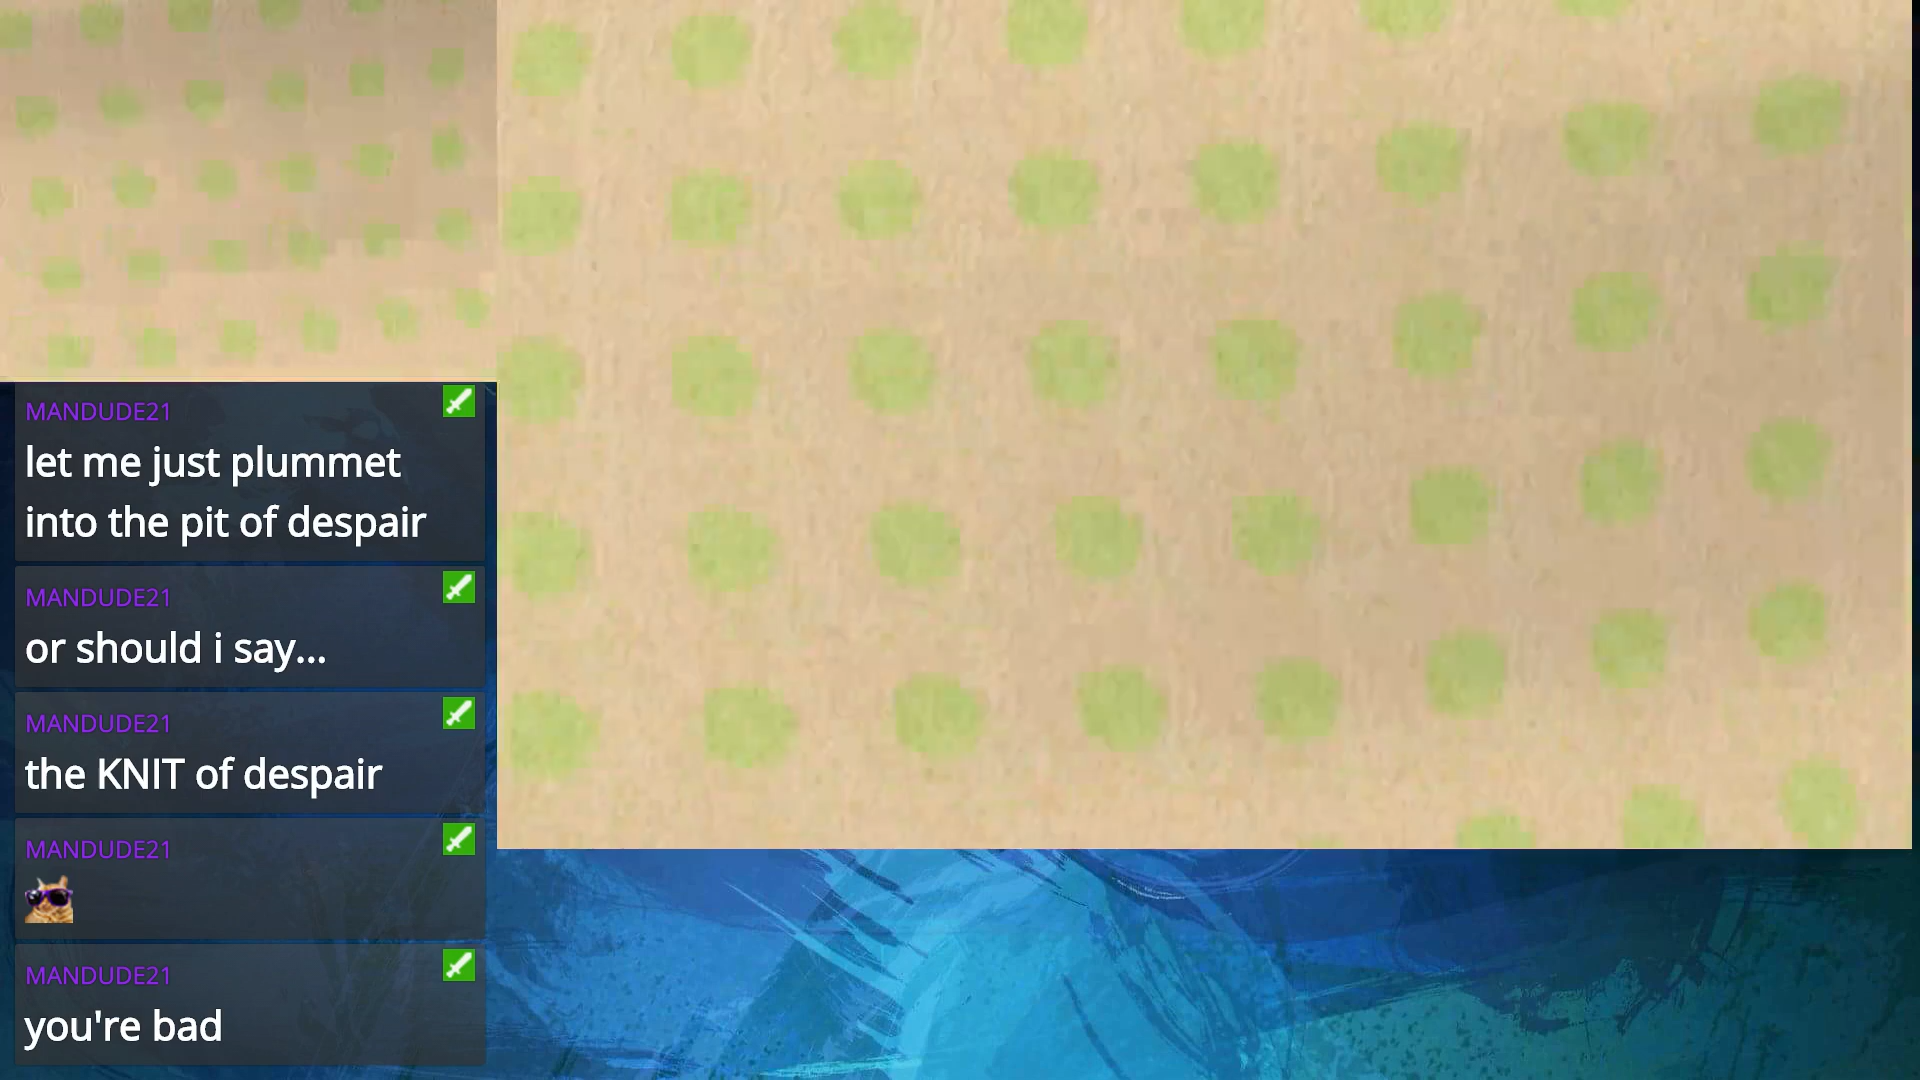 MANDUDE21
let me just plummet
into the pit of despair
MANDUDE21
or should i say...
MANDUDE21
the KNIT of despair
MANDUDE21
MANDUDE21
you're bad